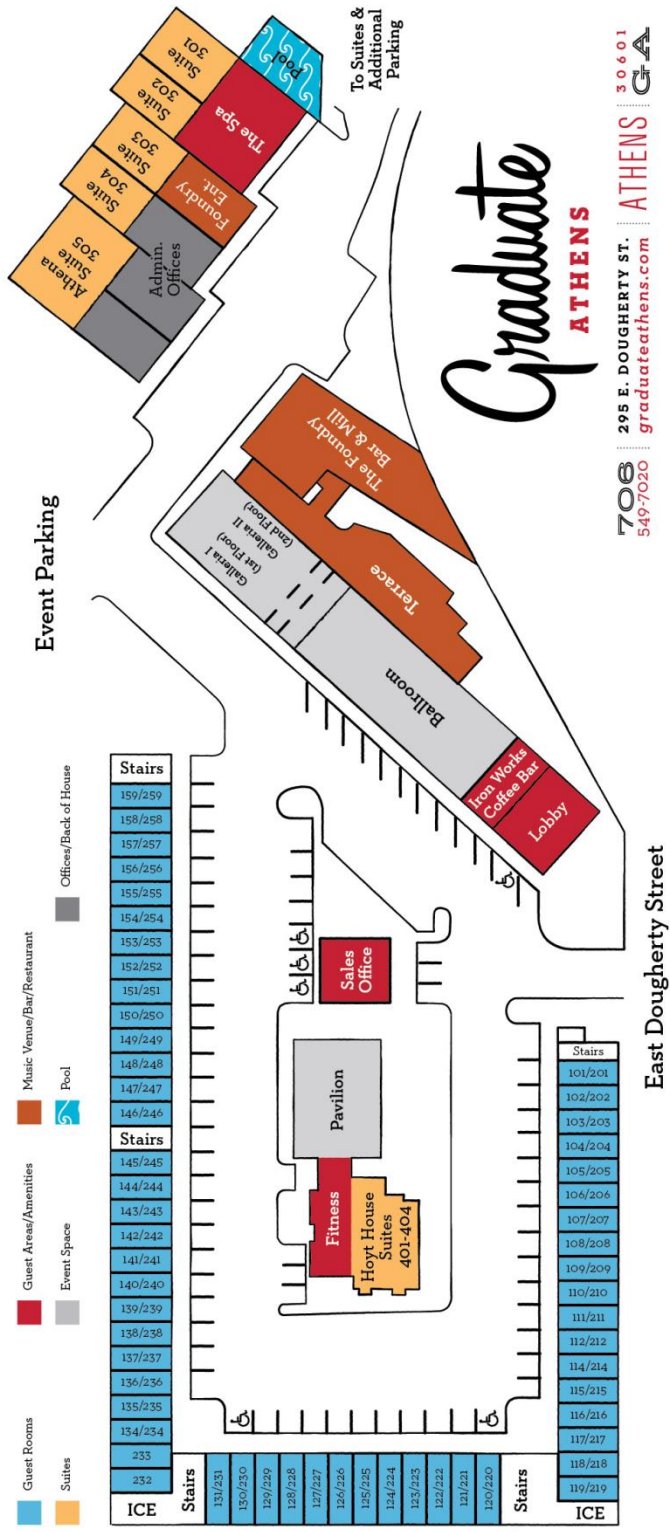 Guest Rooms
Suites
Guest Areas/Amenities
Event Space
Music Venue/Bar/Restaurant
Pool
Offices/Back of House
Event Parking
To Suites &
Additional
Parking
Suite
301
Suite
302
Suite
303
Suite
304
Athena
Suite
305
Pool
The Spa
Foundry
Ent.
Admin.
Offices
The Foundry
Bar & Mill
Terrace
Galleria I
(1st Floor)
Galleria II
(2nd Floor)
Ballroom
Iron Works
Coffee Bar
Lobby
Sales
Office
Pavilion
Fitness
Hoyt House
Suites
401-404
ICE
232
233
134/234
135/235
136/236
137/237
138/238
139/239
140/240
141/241
142/242
143/243
144/244
145/245
Stairs
146/246
147/247
148/248
149/249
150/250
151/251
152/252
153/253
154/254
155/255
156/256
157/257
158/258
159/259
Stairs
Stairs
131/231
130/230
129/229
128/228
127/227
126/226
125/225
124/224
123/223
122/222
121/221
120/220
Stairs
ICE
119/219
118/218
117/217
116/216
115/215
114/214
112/212
111/211
110/210
109/209
108/208
107/207
106/206
105/205
104/204
103/203
102/202
101/201
Stairs
East Dougherty Street
Graduate
ATHENS
706
549-7020
295 E. DOUGHERTY ST.
graduateathens.com
ATHENS
30601
GA